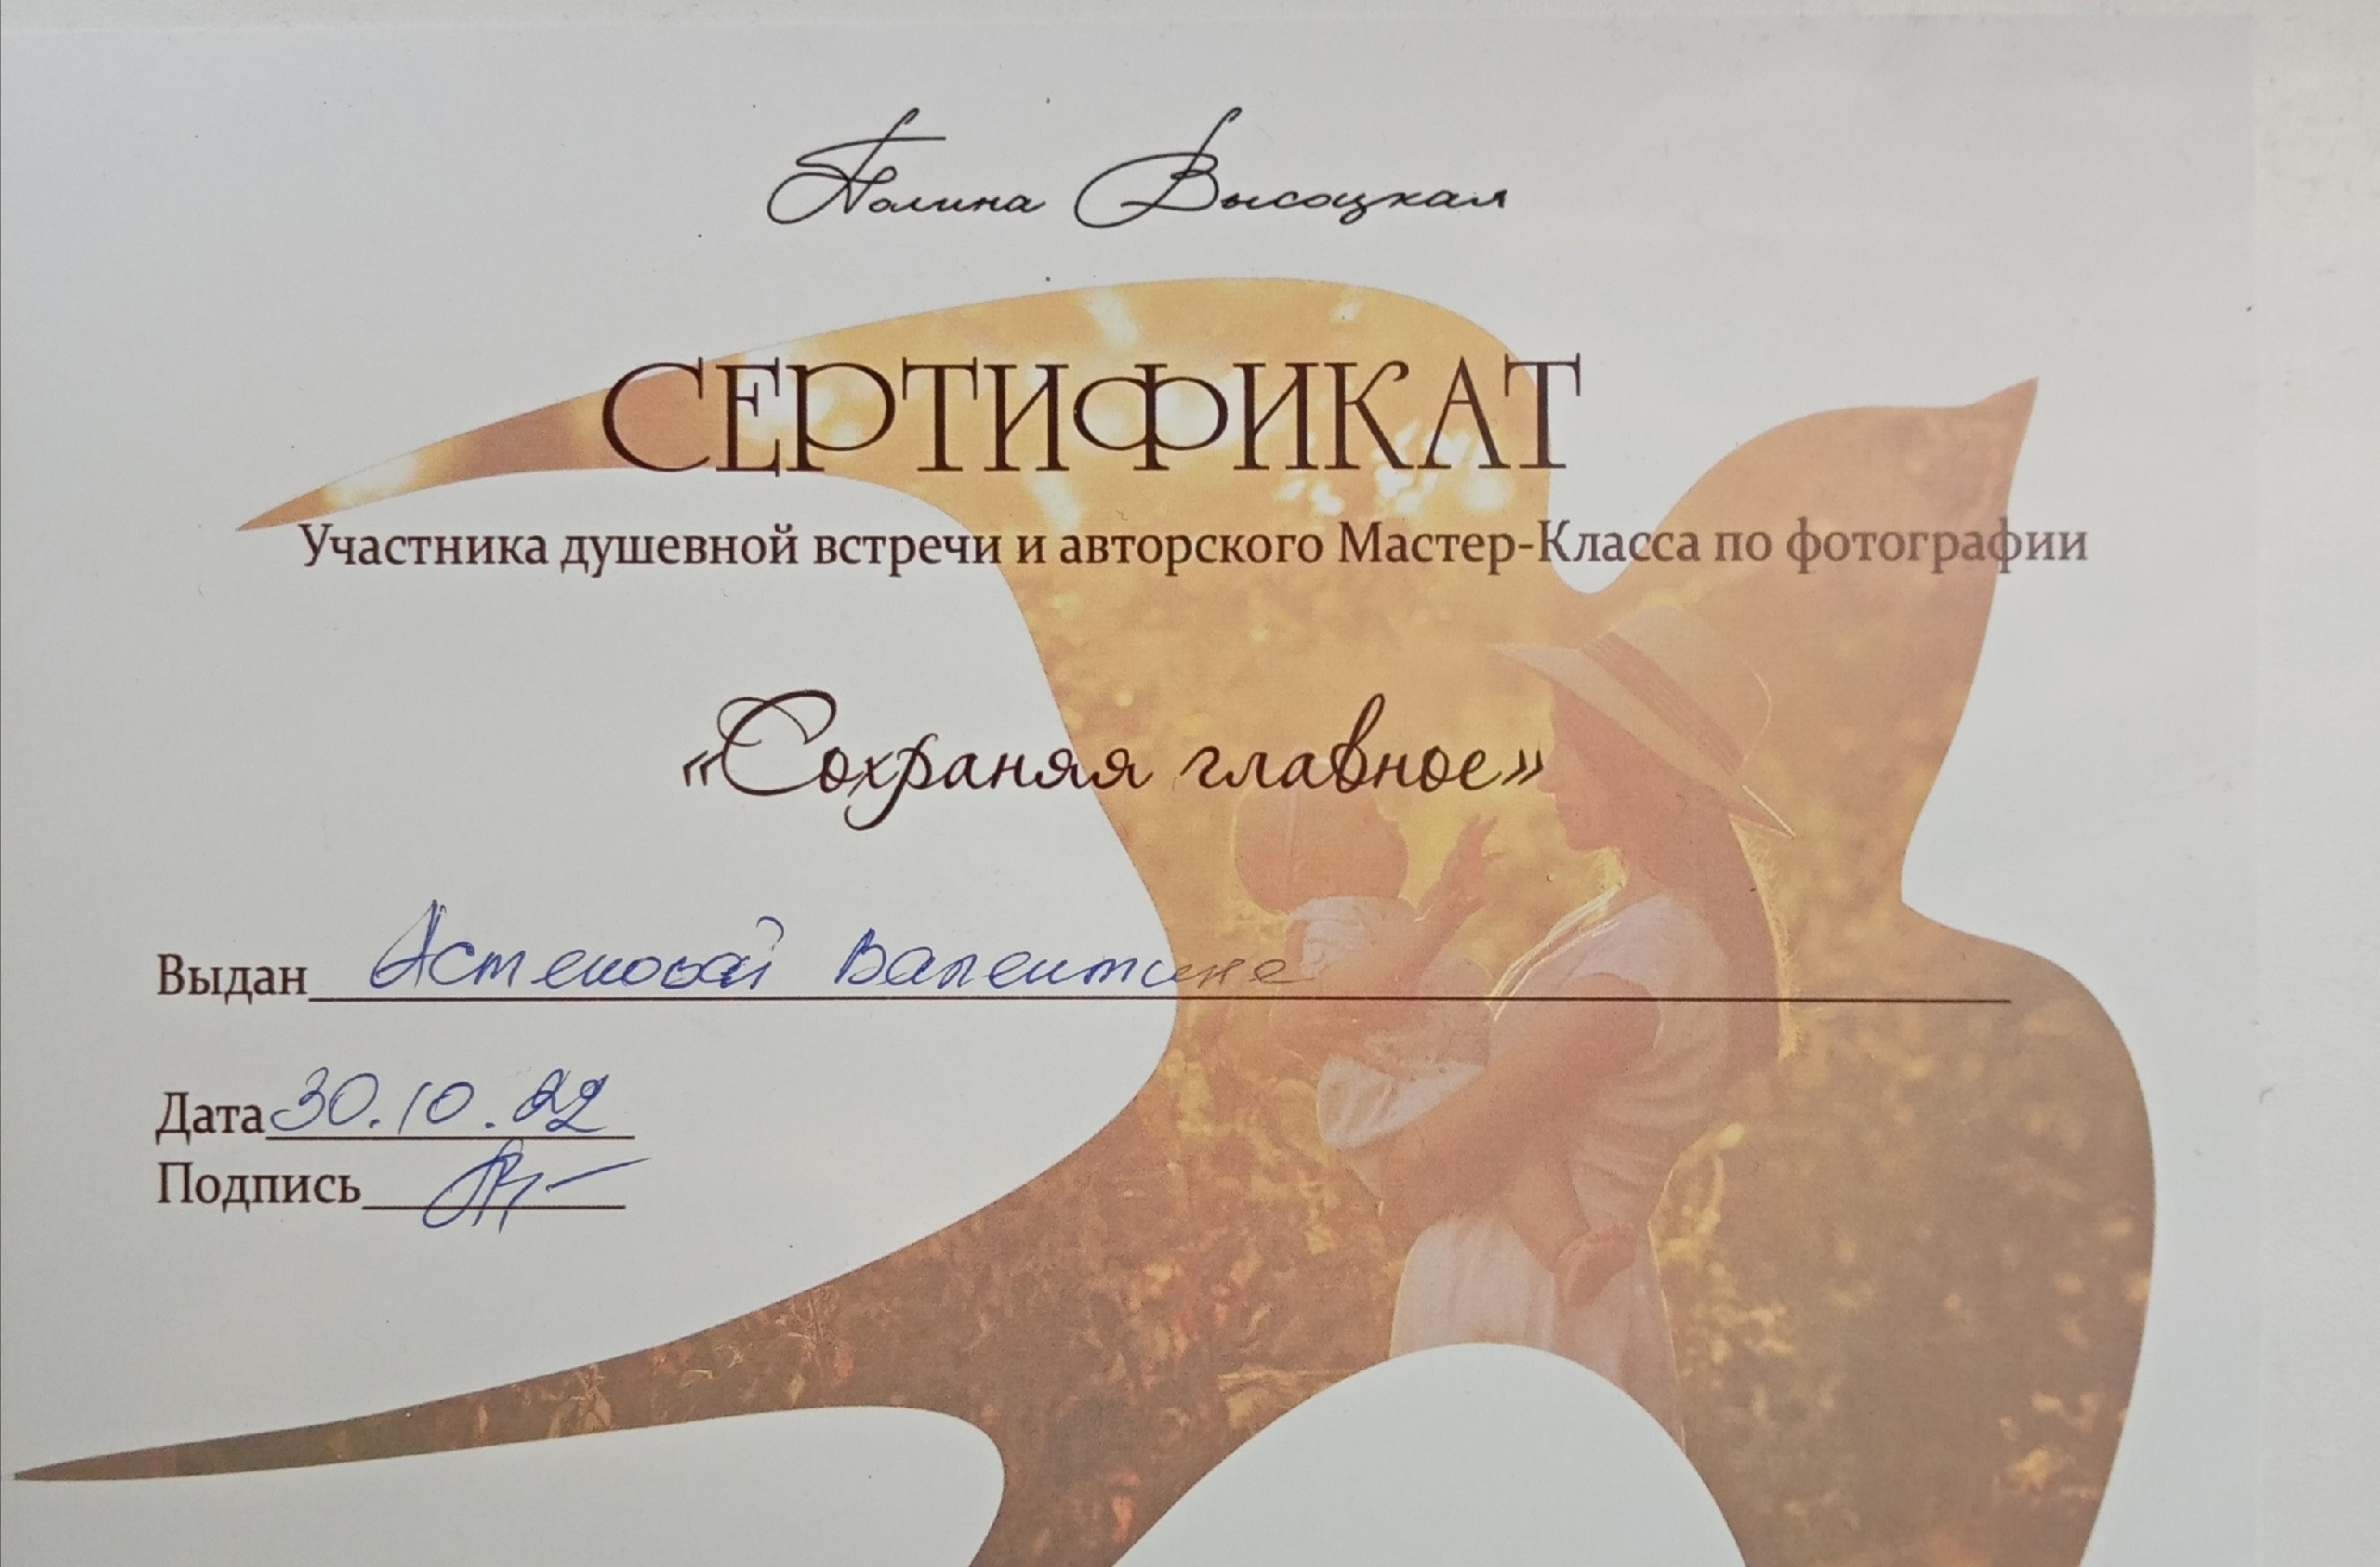 Полина Высоцкая
СЕРТИФИКАТ
Участника душевной встречи и авторского Мастер-Класса по фотографии
«Сохраняя главное»
Выдан Астеновой Валентине
Дата 30.10.22
Подпись